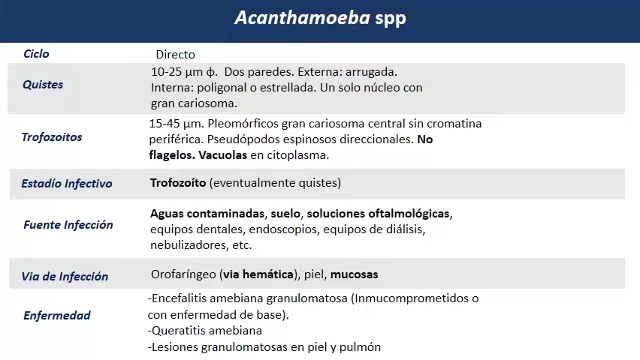 Acanthamoeba spp
Ciclo
Directo
Quistes
10-25 µm ɸ. Dos paredes. Externa: arrugada.
Interna: poligonal o estrellada. Un solo núcleo con
gran cariosoma.
Trofozoitos
15-45 µm. Pleomórficos gran cariosoma central sin cromatina
periférica. Pseudópodos espinosos direccionales. No
flagelos. Vacuolas en citoplasma.
Estadío Infectivo
Trofozoíto (eventualmente quistes)
Fuente Infección
Aguas contaminadas, suelo, soluciones oftalmológicas,
equipos dentales, endoscopios, equipos de diálisis,
nebulizadores, etc.
Via de Infección
Orofaríngeo (via hemática), piel, mucosas
Enfermedad
-Encefalitis amebiana granulomatosa (Inmucomprometidos o
con enfermedad de base).
-Queratitis amebiana
-Lesiones granulomatosas en piel y pulmón